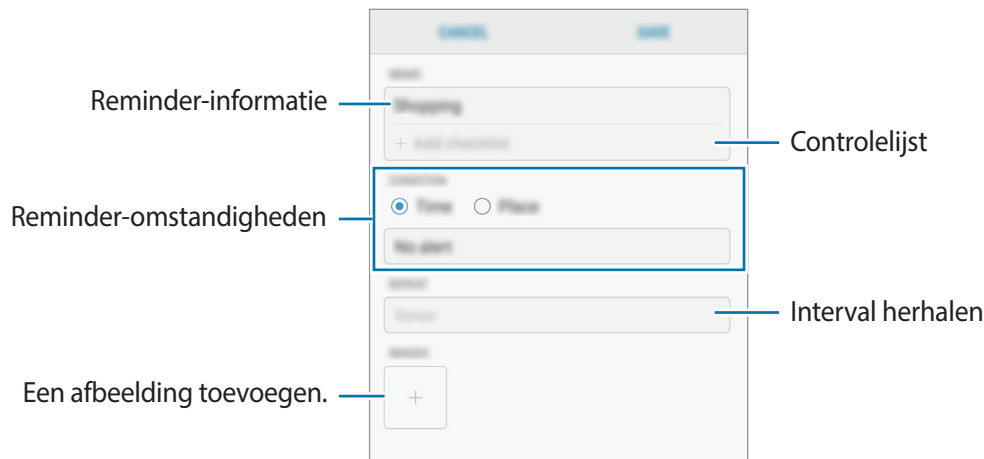 CANCEL SAVE
Reminder-informatie
Shopping
+ Add checklist
Controlelijst
CONDITION
Reminder-omstandigheden
Time Place
No alert
REPEAT
Never
Interval herhalen
IMAGES
Een afbeelding toevoegen.
+